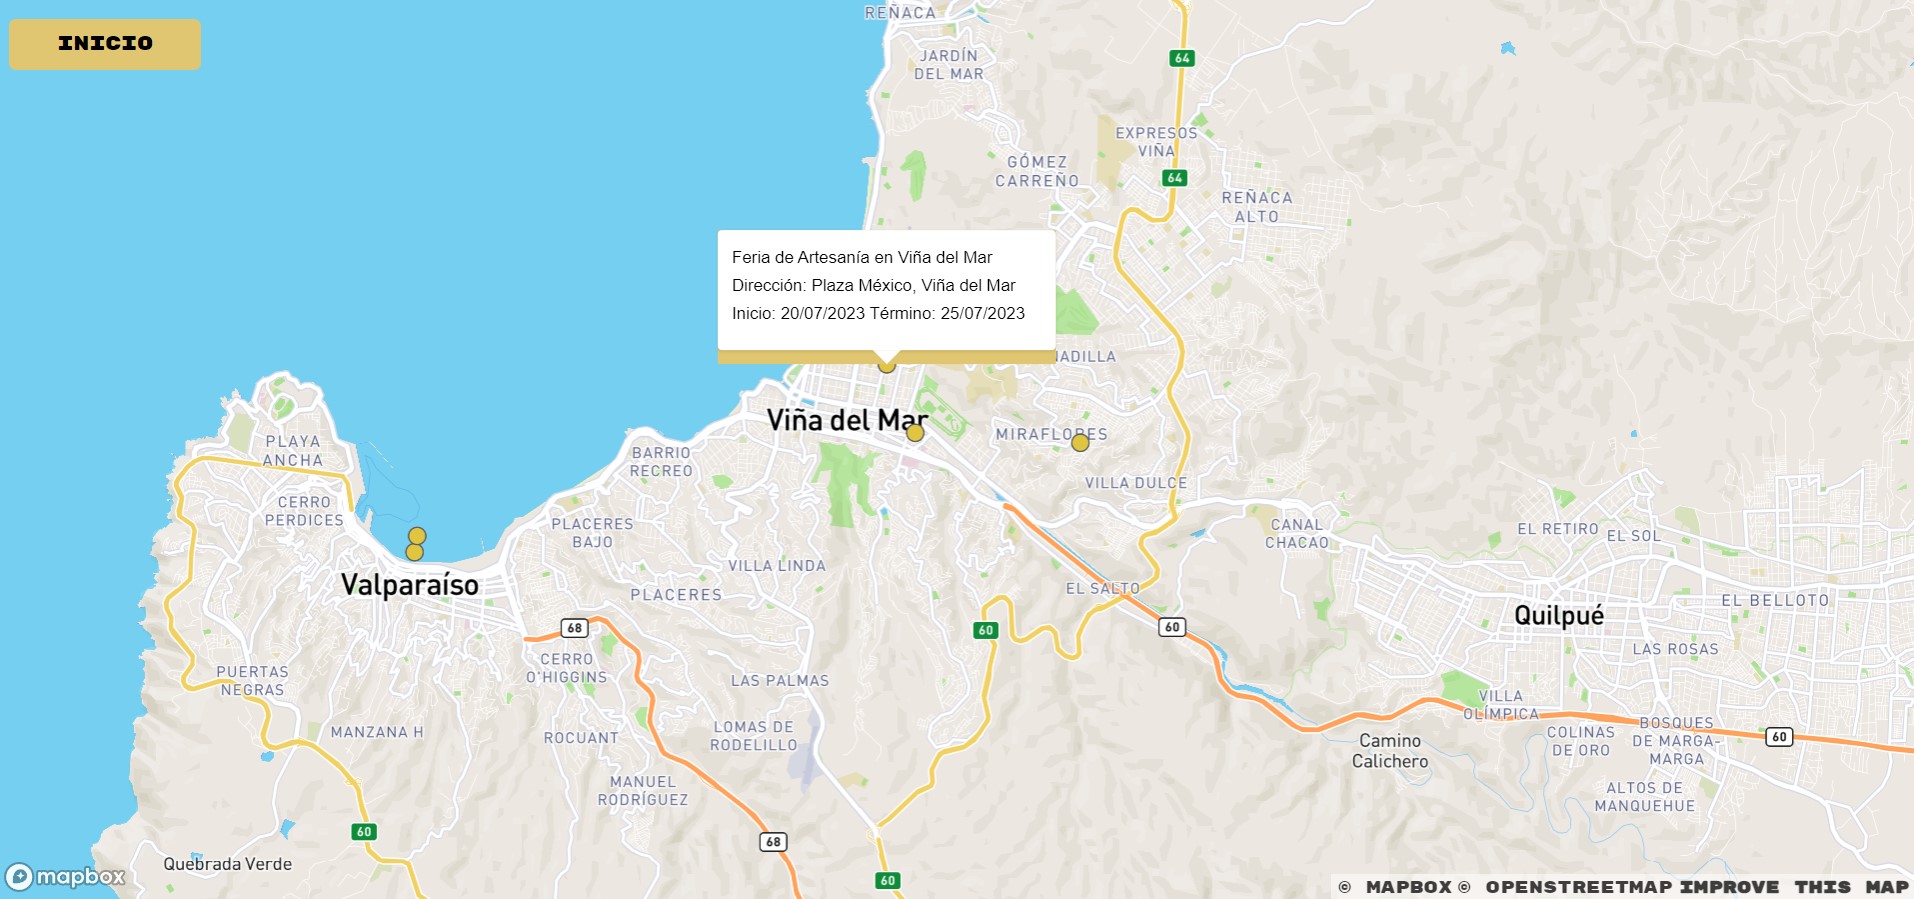 INICIO
REÑACA
JARDÍN
DEL MAR
64
EXPRESOS
VIÑA
GÓMEZ
CARREÑO
64
REÑACA
ALTO
Feria de Artesanía en Viña del Mar
Dirección: Plaza México, Viña del Mar
Inicio: 20/07/2023 Término: 25/07/2023
NADILLA
Viña del Mar
MIRAFLORES
PLAYA
ANCHA
BARRIO
RECREO
VILLA DULCE
CERRO
PERDICES
PLACERES
BAJO
CANAL
CHACAO
EL RETIRO
EL SOL
VILLA LINDA
Valparaíso
PLACERES
EL SALTO
Quilpué
EL BELLOTO
68
60
60
LAS ROSAS
CERRO
O'HIGGINS
PUERTAS
NEGRAS
LAS PALMAS
VILLA
OLÍMPICA
MANZANA H
ROCUANT
LOMAS DE
RODELILLO
Camino
Calichero
COLINAS
DE ORO
BOSQUES
DE MARGA-
MARGA
60
MANUEL
RODRÍGUEZ
ALTOS DE
MANQUEHUE
60
68
Quebrada Verde
60
mapbox
© MAPBOX © OPENSTREETMAP IMPROVE THIS MAP